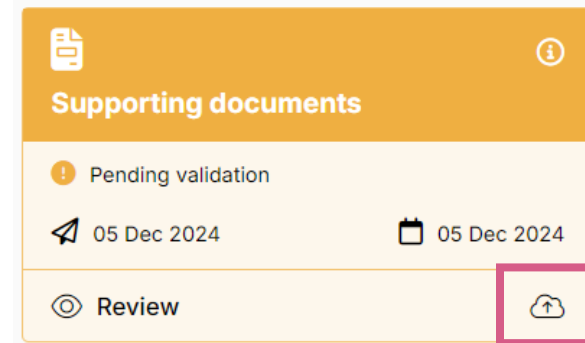 Supporting documents
Pending validation
05 Dec 2024 05 Dec 2024
Review